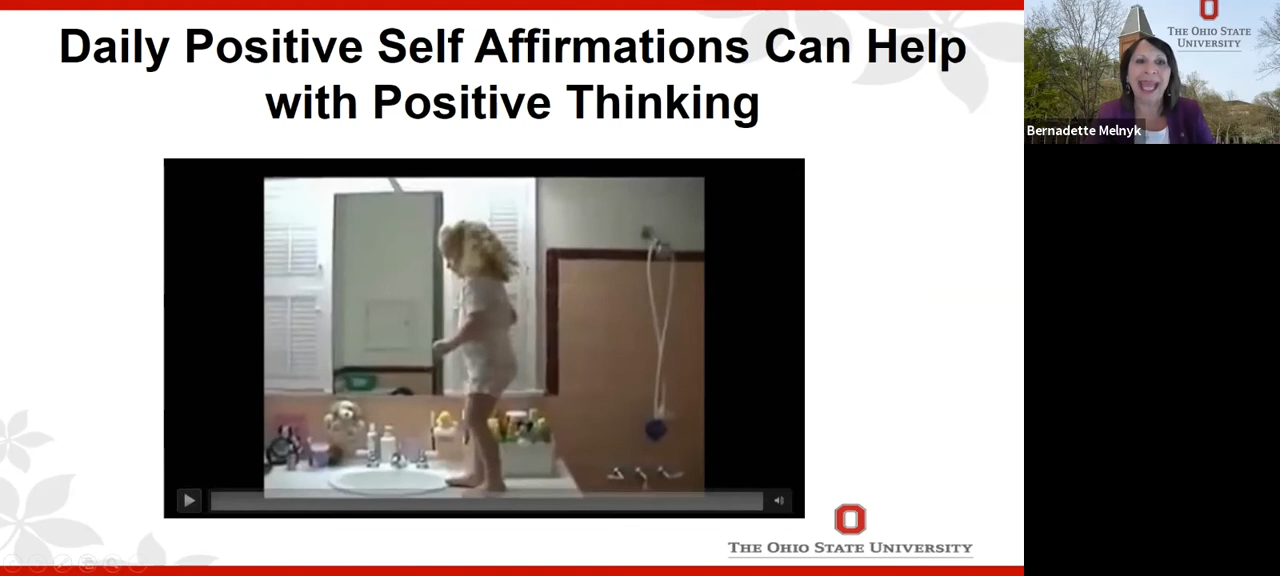 Daily Positive Self Affirmations Can Help
with Positive Thinking
THE OHIO STATE
UNIVERSITY
Bernadette Melnyk
THE OHIO STATE UNIVERSITY